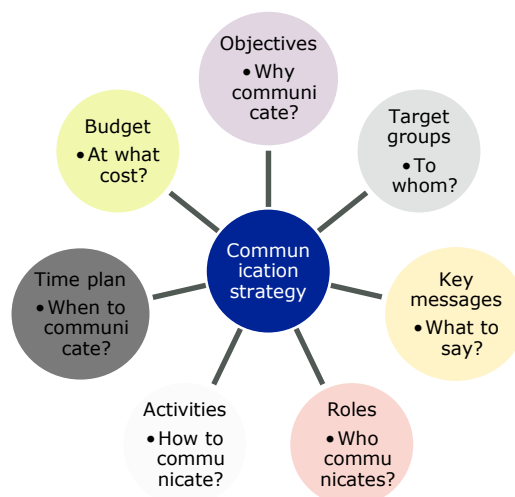 Objectives
• Why
communi
cate?
Target
groups
• To
whom?
Key
messages
• What to
say?
Roles
• Who
commu
nicates?
Activities
• How to
commu
nicate?
Time plan
• When to
communi
cate?
Budget
• At what
cost?
Commun
ication
strategy